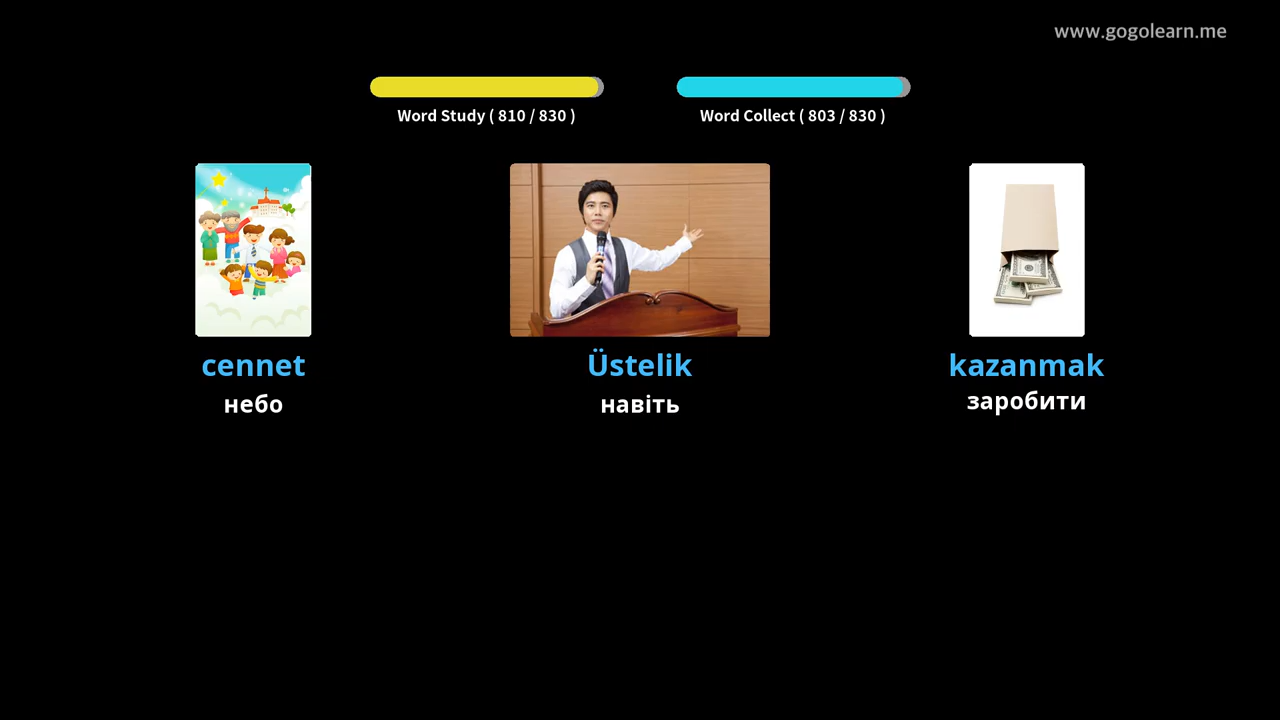 www.gogolearn.me
Word Study ( 810 / 830 )
Word Collect ( 803 / 830 )
cennet
небо
Üstelik
навіть
kazanmak
заробити